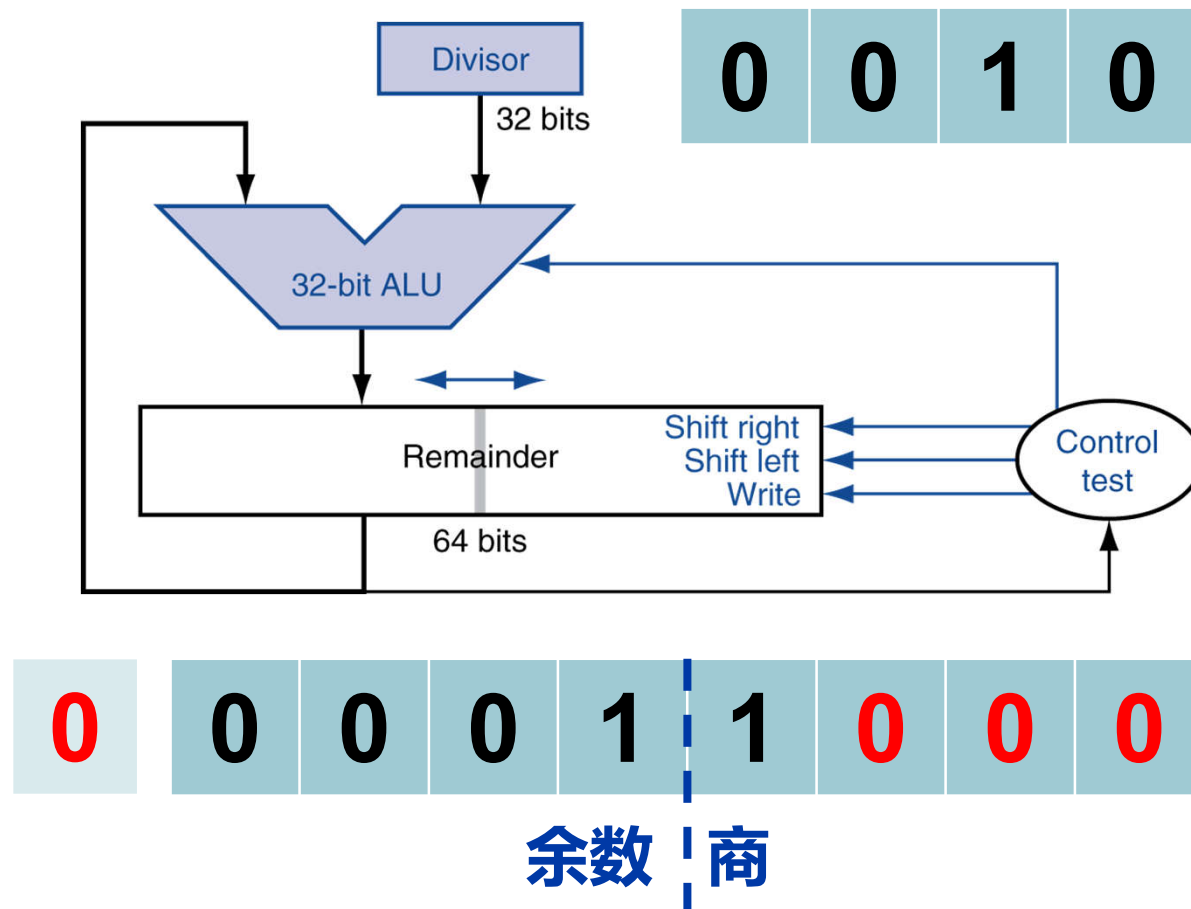 Divisor
0 0 1 0
32 bits
32-bit ALU
Remainder
Shift right
Shift left
Write
Control
test
64 bits
0 0 0 0 1 1 0 0 0
余数 商